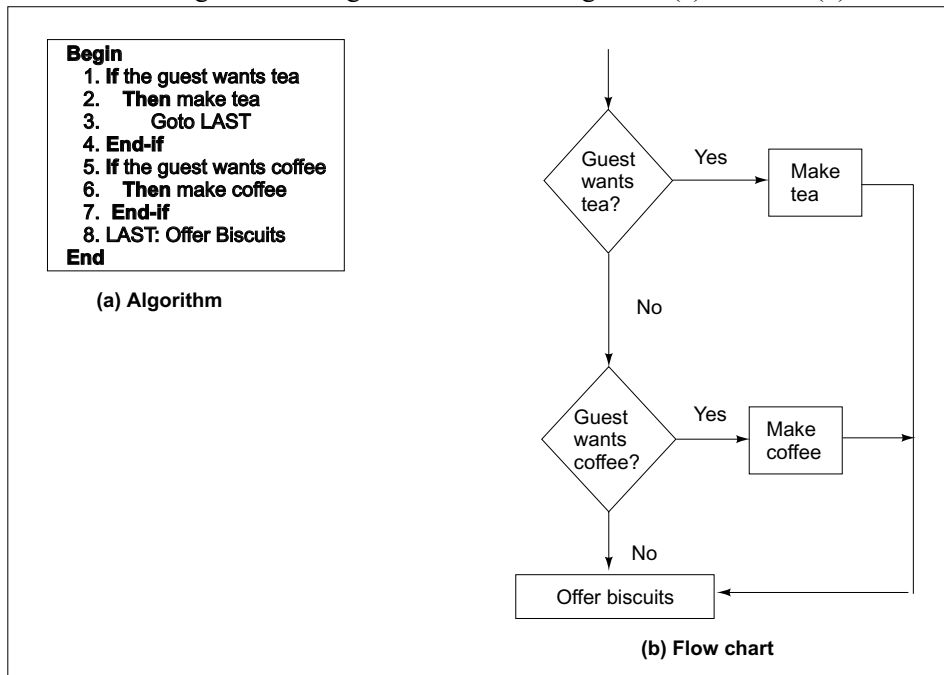 Begin
1. If the guest wants tea
2. Then make tea
3. Goto LAST
4. End-if
5. If the guest wants coffee
6. Then make coffee
7. End-if
8. LAST: Offer Biscuits
End
(a) Algorithm
Guest
wants
tea?
Yes
Make
tea
No
Guest
wants
coffee?
Yes
Make
coffee
No
Offer biscuits
(b) Flow chart